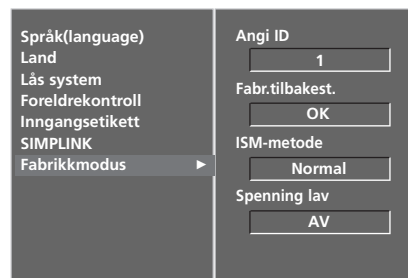 Språk(language)
Land
Lås system
Foreldrekontroll
Inngangsetikett
SIMPLINK
Fabrikkmodus ►
Angi ID
1
Fabr.tilbakest.
OK
ISM-metode
Normal
Spenning lav
AV